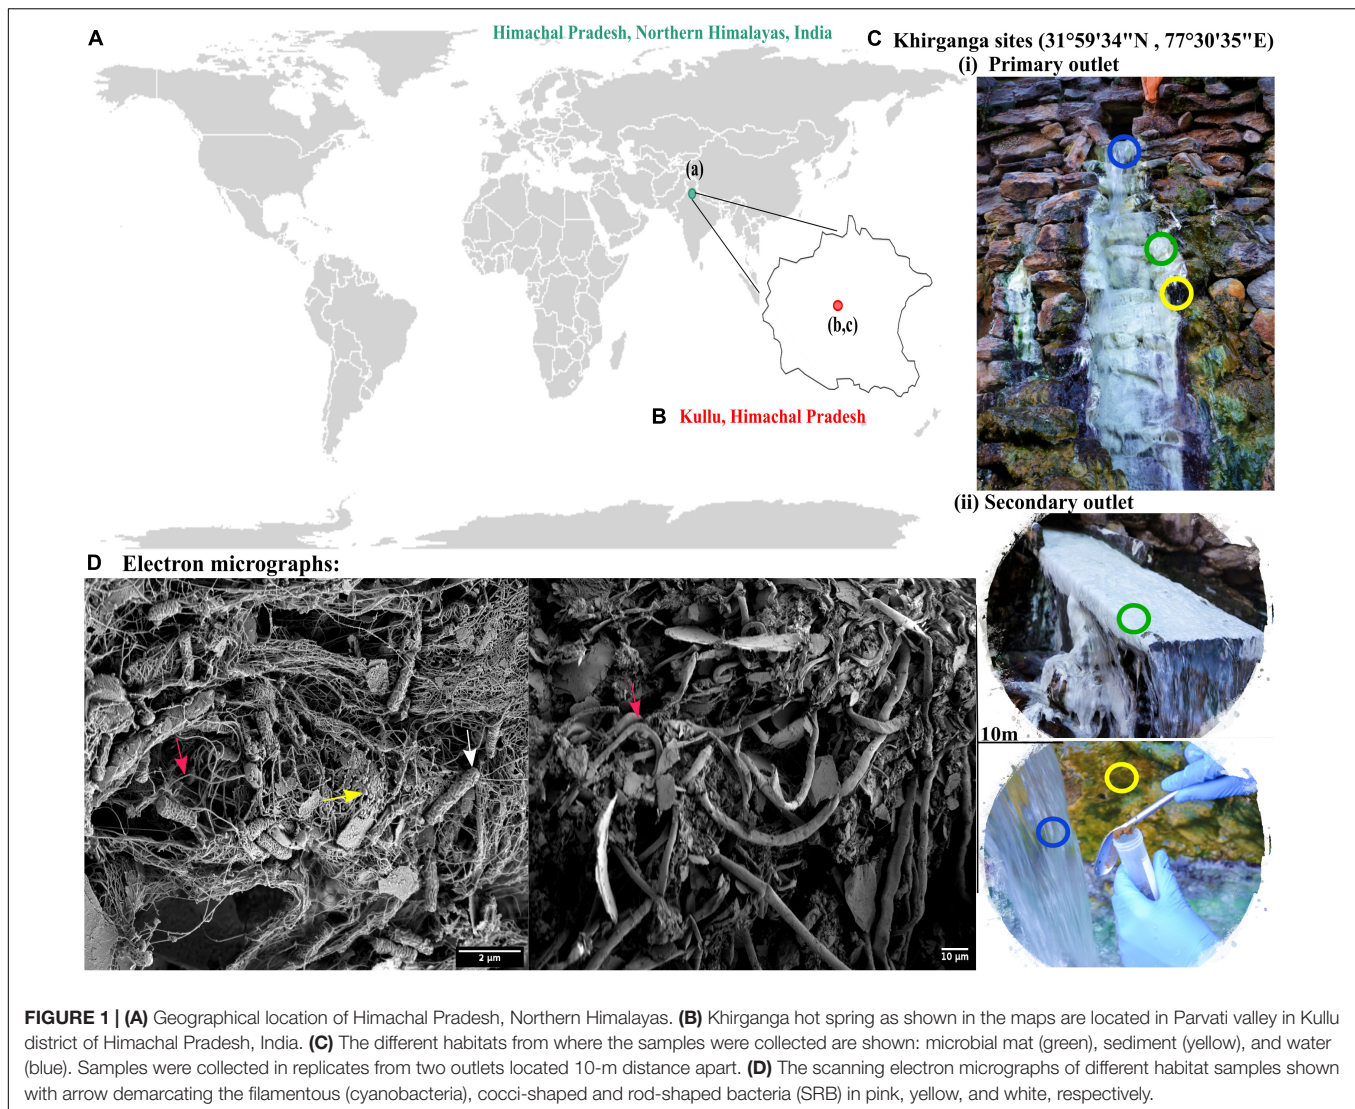 A
Himachal Pradesh, Northern Himalayas, India
(a)
(b,c)
B Kullu, Himachal Pradesh
C Khirganga sites (31°59'34"N , 77°30'35"E)
(i) Primary outlet
(ii) Secondary outlet
10m
D Electron micrographs:
2 μm
10 μm
FIGURE 1 | (A) Geographical location of Himachal Pradesh, Northern Himalayas. (B) Khirganga hot spring as shown in the maps are located in Parvati valley in Kullu
district of Himachal Pradesh, India. (C) The different habitats from where the samples were collected are shown: microbial mat (green), sediment (yellow), and water
(blue). Samples were collected in replicates from two outlets located 10-m distance apart. (D) The scanning electron micrographs of different habitat samples shown
with arrow demarcating the filamentous (cyanobacteria), cocci-shaped and rod-shaped bacteria (SRB) in pink, yellow, and white, respectively.